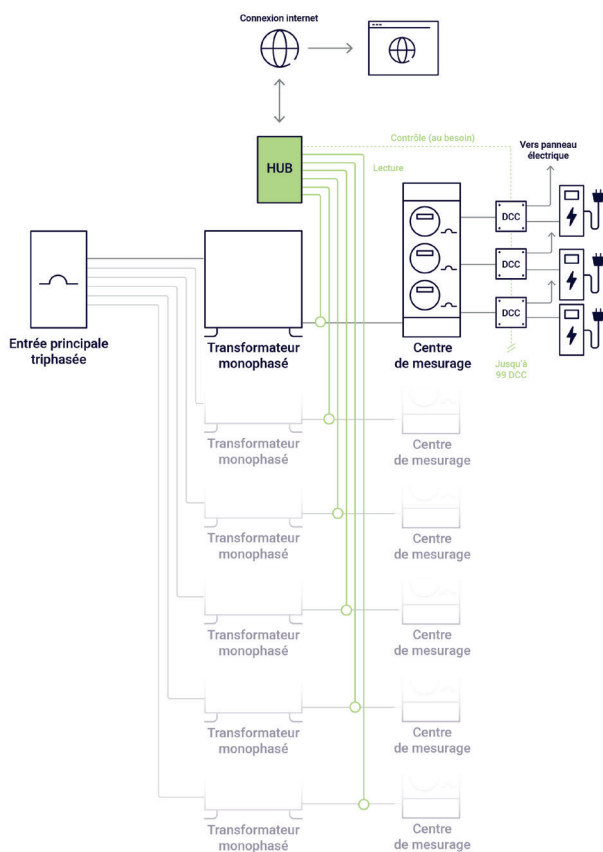 Connexion internet
HUB
Contrôle (au besoin)
Lecture
Vers panneau
électrique
DCC
DCC
DCC
Jusqu'à
99 DCC
Entrée principale
triphasée
Transformateur
monophasé
Centre
de mesurage
Transformateur
monophasé
Centre
de mesurage
Transformateur
monophasé
Centre
de mesurage
Transformateur
monophasé
Centre
de mesurage
Transformateur
monophasé
Centre
de mesurage
Transformateur
monophasé
Centre
de mesurage